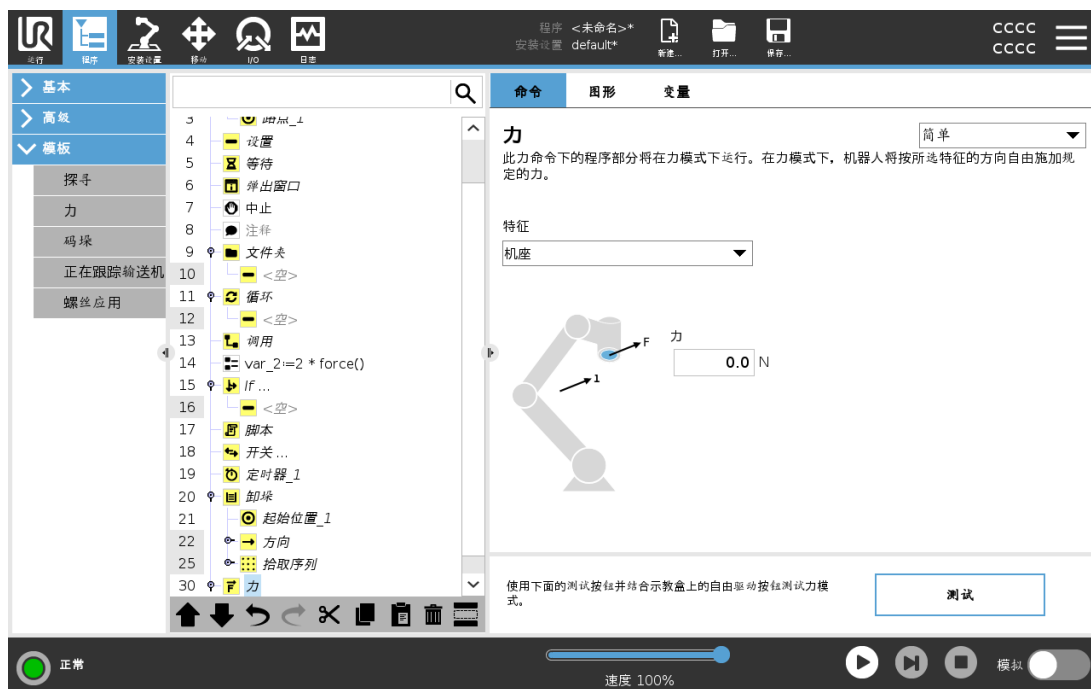 程序 <未命名>*
安装设置 default*
CCCC
CCCC
运行 程序 安装设置 移动 I/O 日志 新建... 打开... 保存...
基本
高级
模板
探寻
力
码垛
正在跟踪输送机
螺丝应用
3 路点_1
4 设置
5 等待
6 弹出窗口
7 中止
8 注释
9 文件夹
10 <空>
11 循环
12 <空>
13 调用
14 var_2:=2 * force()
15 If ...
16 <空>
17 脚本
18 开关 ...
19 定时器_1
20 卸垛
21 起始位置_1
22 方向
25 拾取序列
30 力
命令 图形 变量
力
简单
此力命令下的程序部分将在力模式下运行。在力模式下，机器人将按所选特征的方向自由施加规
定的力。
特征
机座
F
1
力
0.0 N
使用下面的测试按钮并结合示教盒上的自由驱动按钮测试力模
式。
测试
正常
速度 100%
模拟